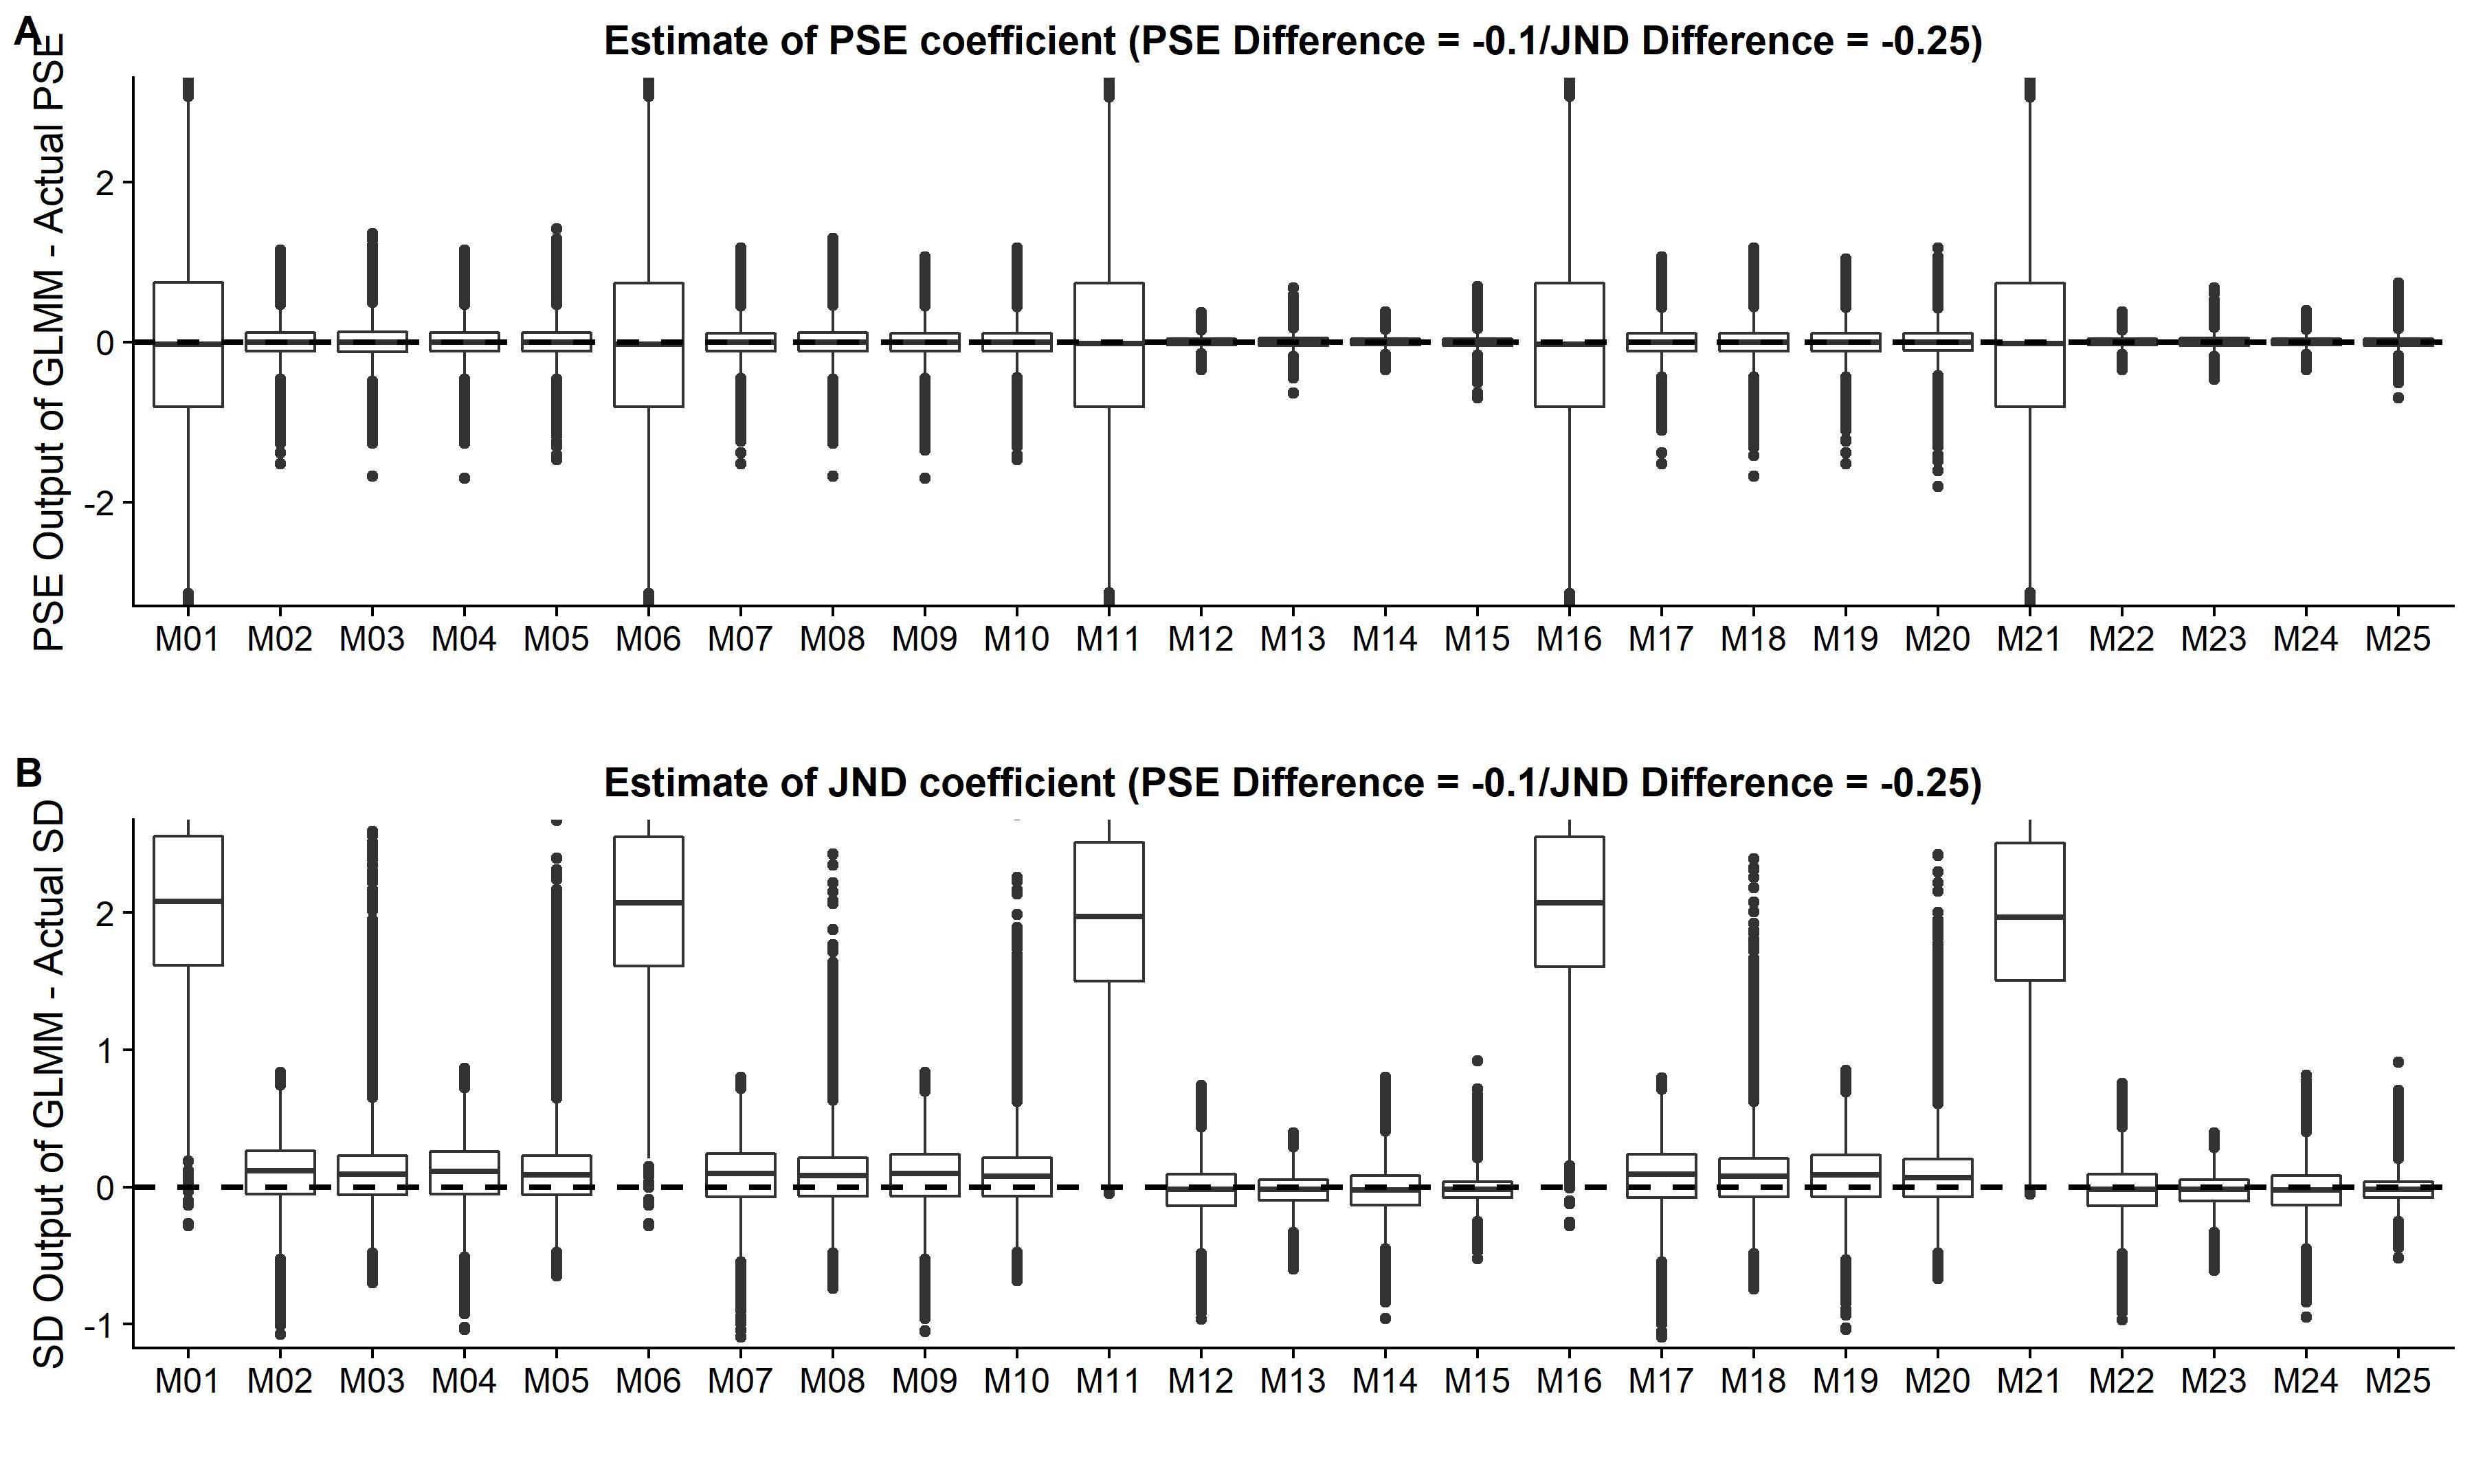 A
Estimate of PSE coefficient (PSE Difference = -0.1/JND Difference = -0.25)
PSE Output of GLMM - Actual PSE
2
0
-2
M01 M02 M03 M04 M05 M06 M07 M08 M09 M10 M11 M12 M13 M14 M15 M16 M17 M18 M19 M20 M21 M22 M23 M24 M25
B
Estimate of JND coefficient (PSE Difference = -0.1/JND Difference = -0.25)
SD Output of GLMM - Actual SD
2
1
0
-1
M01 M02 M03 M04 M05 M06 M07 M08 M09 M10 M11 M12 M13 M14 M15 M16 M17 M18 M19 M20 M21 M22 M23 M24 M25